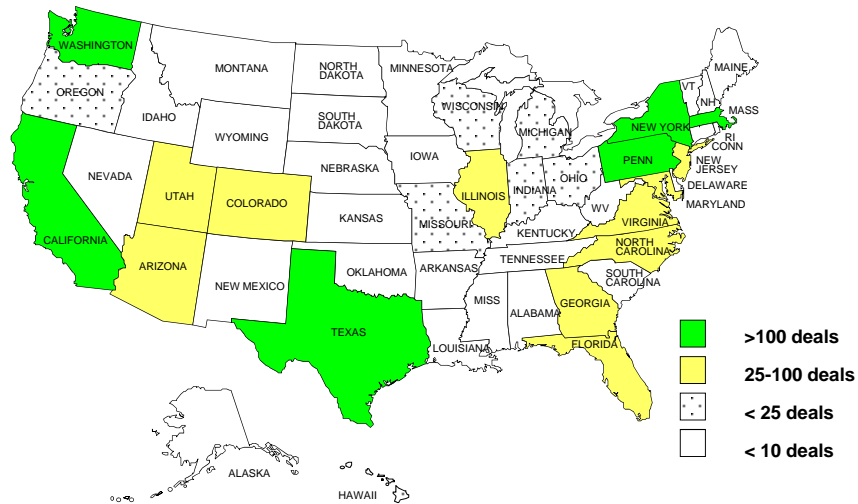 WASHINGTON
MONTANA
NORTH
DAKOTA
MINNESOTA
VT
MAINE
OREGON
IDAHO
WISCONSIN
NH
MASS
SOUTH
DAKOTA
MICHIGAN
NEW YORK
RI
CONN
WYOMING
IOWA
PENN
NEW
JERSEY
NEBRASKA
NEVADA
UTAH
COLORADO
ILLINOIS
INDIANA
OHIO
DELAWARE
MARYLAND
KANSAS
MISSOURI
WV
VIRGINIA
CALIFORNIA
KENTUCKY
NORTH
CAROLINA
ARIZONA
NEW MEXICO
OKLAHOMA
ARKANSAS
TENNESSEE
SOUTH
CAROLINA
MISS
ALABAMA
GEORGIA
TEXAS
LOUISIANA
FLORIDA
ALASKA
HAWAII
>100 deals
25-100 deals
< 25 deals
< 10 deals